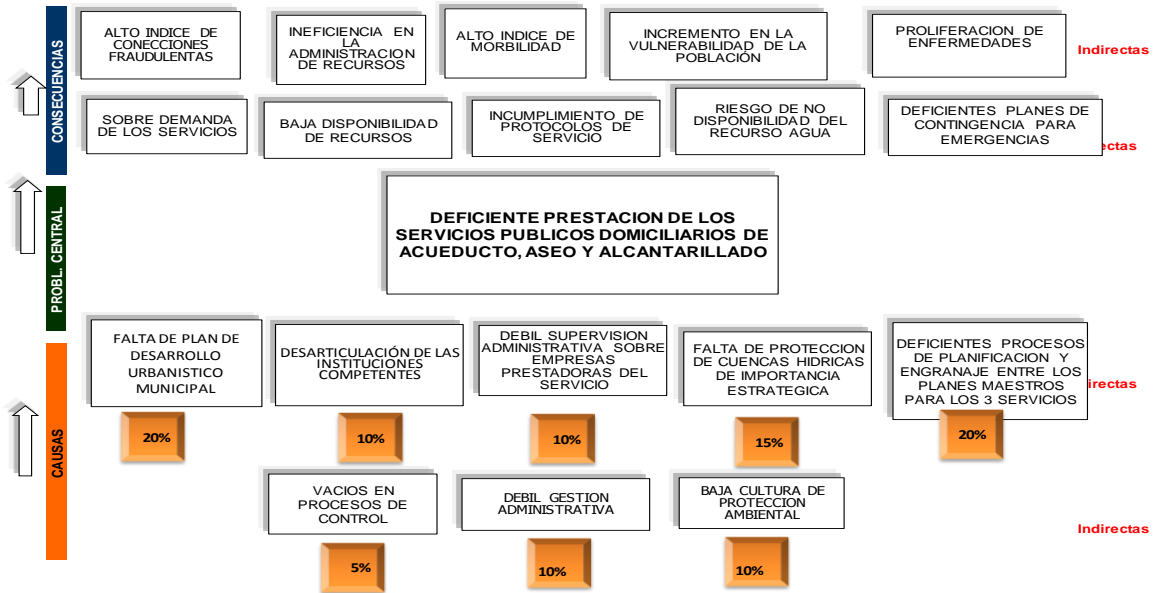 CONSECUENCIAS
ALTO INDICE DE
CONECCIONES
FRAUDULENTAS
INEFICIENCIA EN
LA
ADMINISTRACION
DE RECURSOS
ALTO INDICE DE
MORBILIDAD
INCREMENTO EN LA
VULNERABILIDAD DE LA
POBLACIÓN
PROLIFERACION DE
ENFERMEDADES
Indirectas
SOBRE DEMANDA
DE LOS SERVICIOS
BAJA DISPONIBILIDAD
DE RECURSOS
INCUMPLIMIENTO DE
PROTOCOLOS DE
SERVICIO
RIESGO DE NO
DISPONIBILIDAD DEL
RECURSO AGUA
DEFICIENTES PLANES DE
CONTINGENCIA PARA
EMERGENCIAS
ectas
PROBL. CENTRAL
DEFICIENTE PRESTACION DE LOS
SERVICIOS PUBLICOS DOMICILIARIOS DE
ACUEDUCTO, ASEO Y ALCANTARILLADO
CAUSAS
FALTA DE PLAN DE
DESARROLLO
URBANISTICO
MUNICIPAL
20%
DESARTICULACIÓN DE LAS
INSTITUCIONES
COMPETENTES
10%
DEBIL SUPERVISION
ADMINISTRATIVA SOBRE
EMPRESAS
PRESTADORAS DEL
SERVICIO
10%
FALTA DE PROTECCION
DE CUENCAS HIDRICAS
DE IMPORTANCIA
ESTRATEGICA
15%
DEFICIENTES PROCESOS
DE PLANIFICACION Y
ENGRANAJE ENTRE LOS
PLANES MAESTROS
PARA LOS 3 SERVICIOS
20%
irectas
VACIOS EN
PROCESOS DE
CONTROL
5%
DEBIL GESTION
ADMINISTRATIVA
10%
BAJA CULTURA DE
PROTECCION
AMBIENTAL
10%
Indirectas